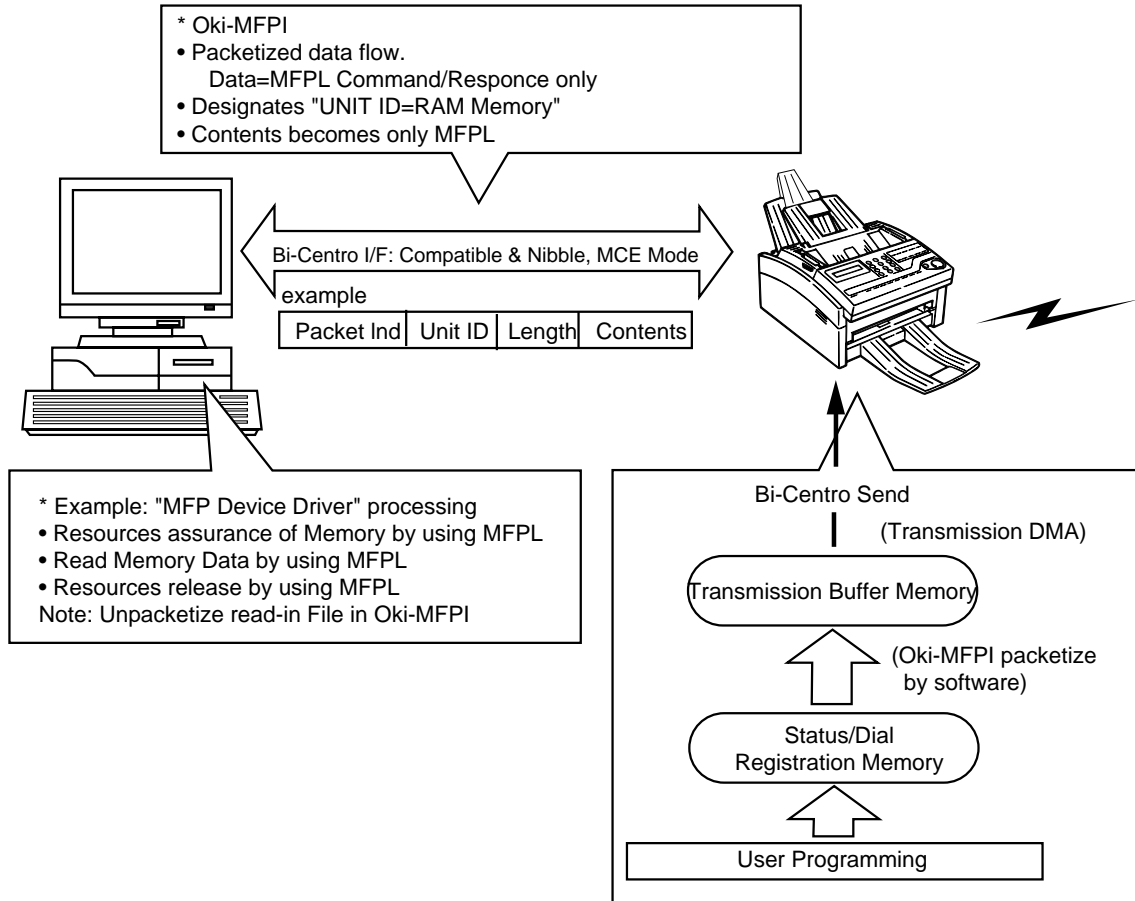 * Oki-MFPI
• Packetized data flow.
Data=MFPL Command/Responce only
• Designates "UNIT ID=RAM Memory"
• Contents becomes only MFPL
Bi-Centro I/F: Compatible & Nibble, MCE Mode
example
Packet Ind Unit ID Length Contents
* Example: "MFP Device Driver" processing
• Resources assurance of Memory by using MFPL
• Read Memory Data by using MFPL
• Resources release by using MFPL
Note: Unpacketize read-in File in Oki-MFPI
Bi-Centro Send
(Transmission DMA)
Transmission Buffer Memory
(Oki-MFPI packetize
by software)
Status/Dial
Registration Memory
User Programming